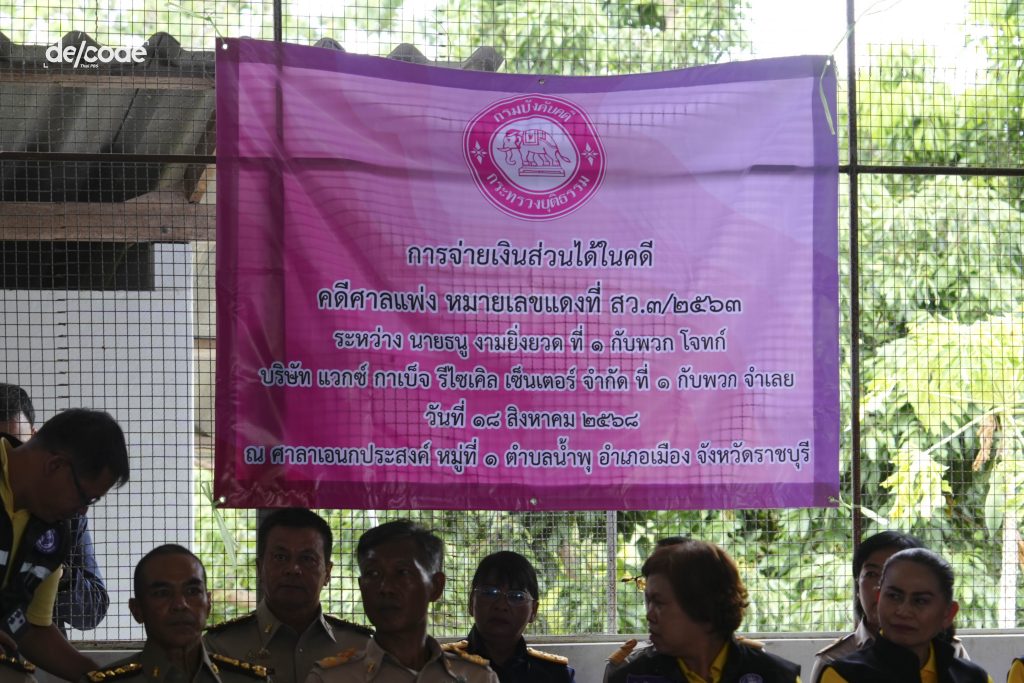 de/code
Thai PBS
กรมบังคับคดี
กระทรวงยุติธรรม
การจ่ายเงินส่วนได้ในคดี
คดีศาลแพ่ง หมายเลขแดงที่ สว.๓/๒๕๖๓
ระหว่าง นายธนู งามยิ่งยวด ที่ ๑ กับพวก โจทก์
บริษัท แวกซ์ กาเบ็จ รีไซเคิล เซ็นเตอร์ จำกัด ที่ ๑ กับพวก จำเลย
วันที่ ๑๘ สิงหาคม ๒๕๖๘
ณ ศาลาเอนกประสงค์ หมู่ที่ ๑ ตำบลน้ำพุ อำเภอเมือง จังหวัดราชบุรี